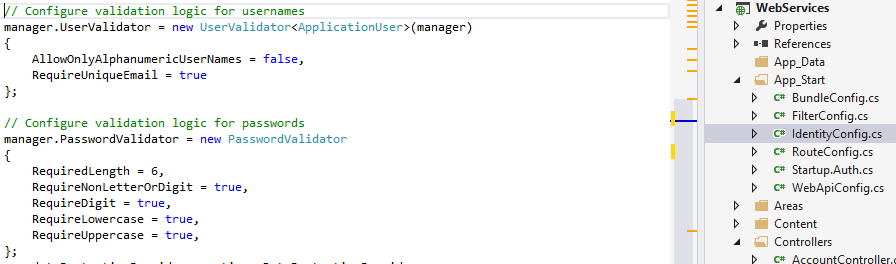 // Configure validation logic for usernames
manager.UserValidator = new UserValidator<ApplicationUser>(manager)
{
    AllowOnlyAlphanumericUserNames = false,
    RequireUniqueEmail = true
};
// Configure validation logic for passwords
manager.PasswordValidator = new PasswordValidator
{
    RequiredLength = 6,
    RequireNonLetterOrDigit = true,
    RequireDigit = true,
    RequireLowercase = true,
    RequireUppercase = true,
};
WebServices
Properties
References
App_Data
App_Start
C# BundleConfig.cs
C# FilterConfig.cs
C# IdentityConfig.cs
C# RouteConfig.cs
C# Startup.Auth.cs
C# WebApiConfig.cs
Areas
Content
Controllers
C# AccountController.c